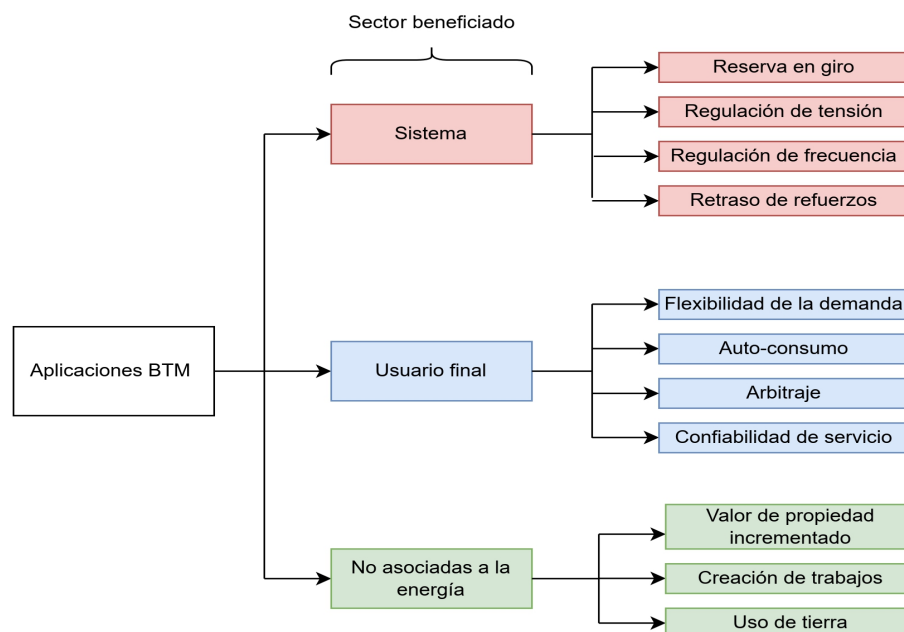 Sector beneficiado
Reserva en giro
Regulación de tensión
Sistema
Regulación de frecuencia
Retraso de refuerzos
Flexibilidad de la demanda
Auto-consumo
Aplicaciones BTM
Usuario final
Arbitraje
Confiabilidad de servicio
Valor de propiedad
incrementado
No asociadas a la
energía
Creación de trabajos
Uso de tierra